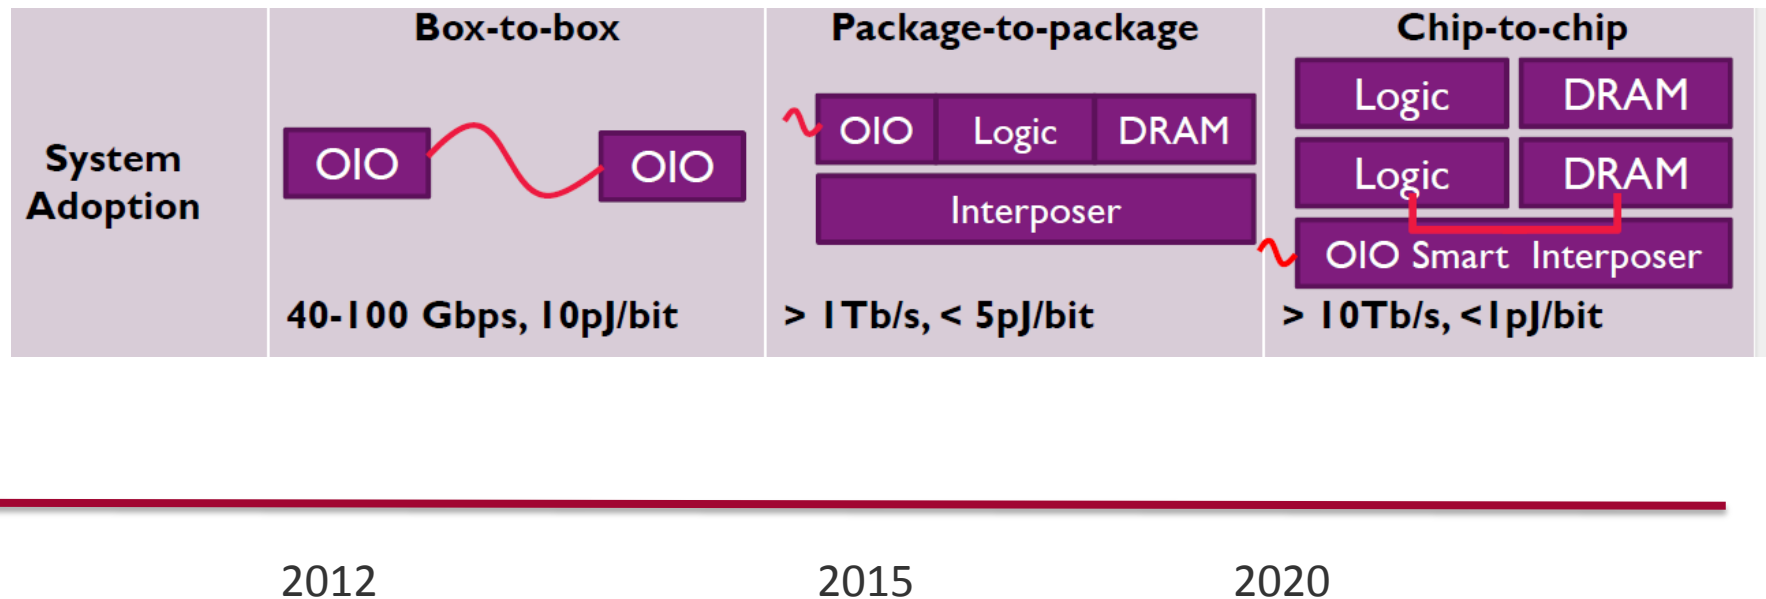 Box-to-box
Package-to-package
Chip-to-chip
System
Adoption
OIO
OIO
OIO
Logic
DRAM
Interposer
Logic
DRAM
Logic
DRAM
OIO Smart Interposer
40-100 Gbps, 10pJ/bit
> 1Tb/s, < 5pJ/bit
> 10Tb/s, <1pJ/bit
2012
2015
2020